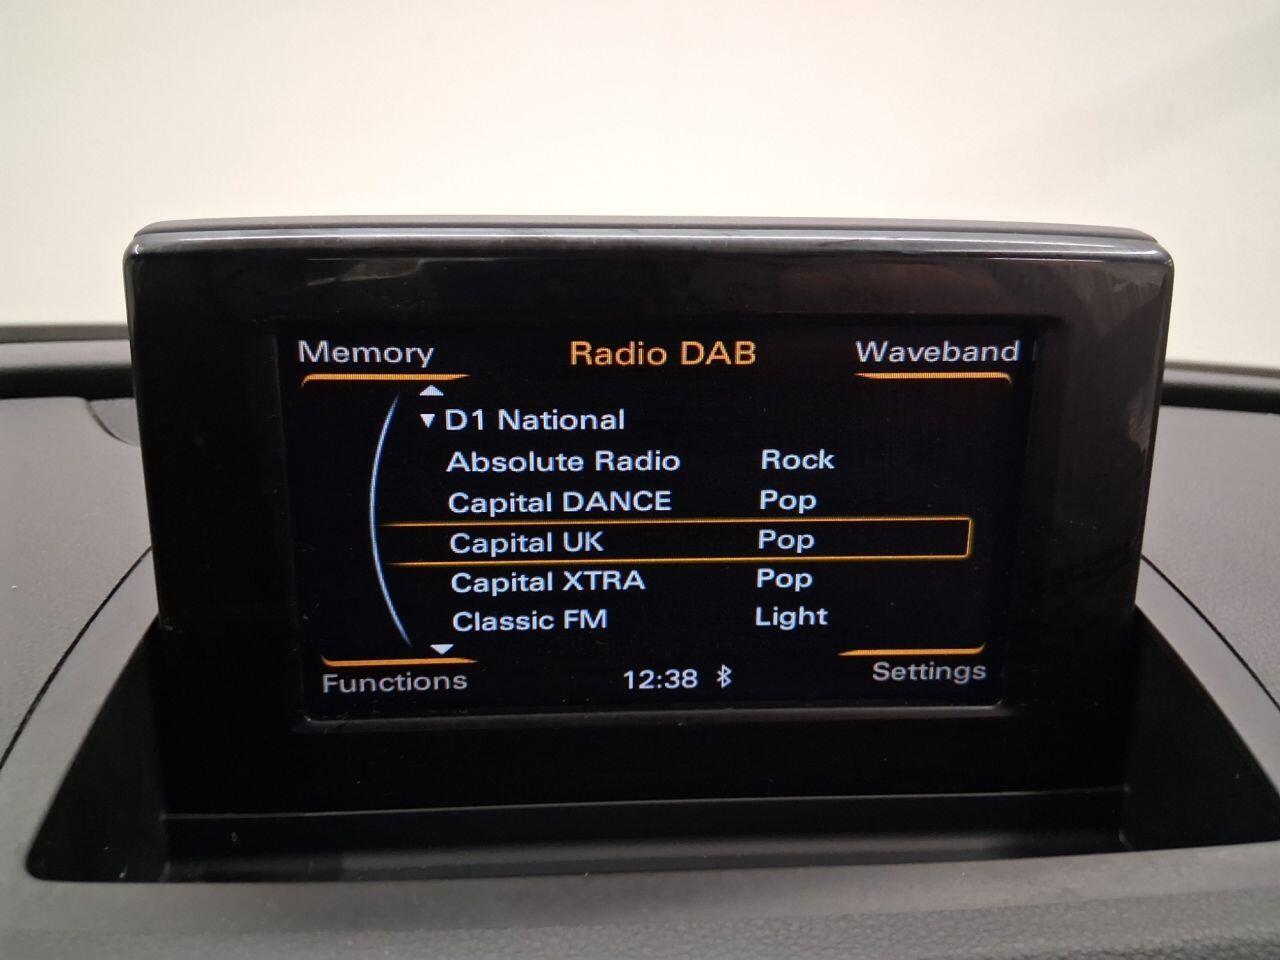 Memory Radio DAB Waveband
D1 National
Absolute Radio Rock
Capital DANCE Pop
Capital UK Pop
Capital XTRA Pop
Classic FM Light
Functions 12:38 Settings